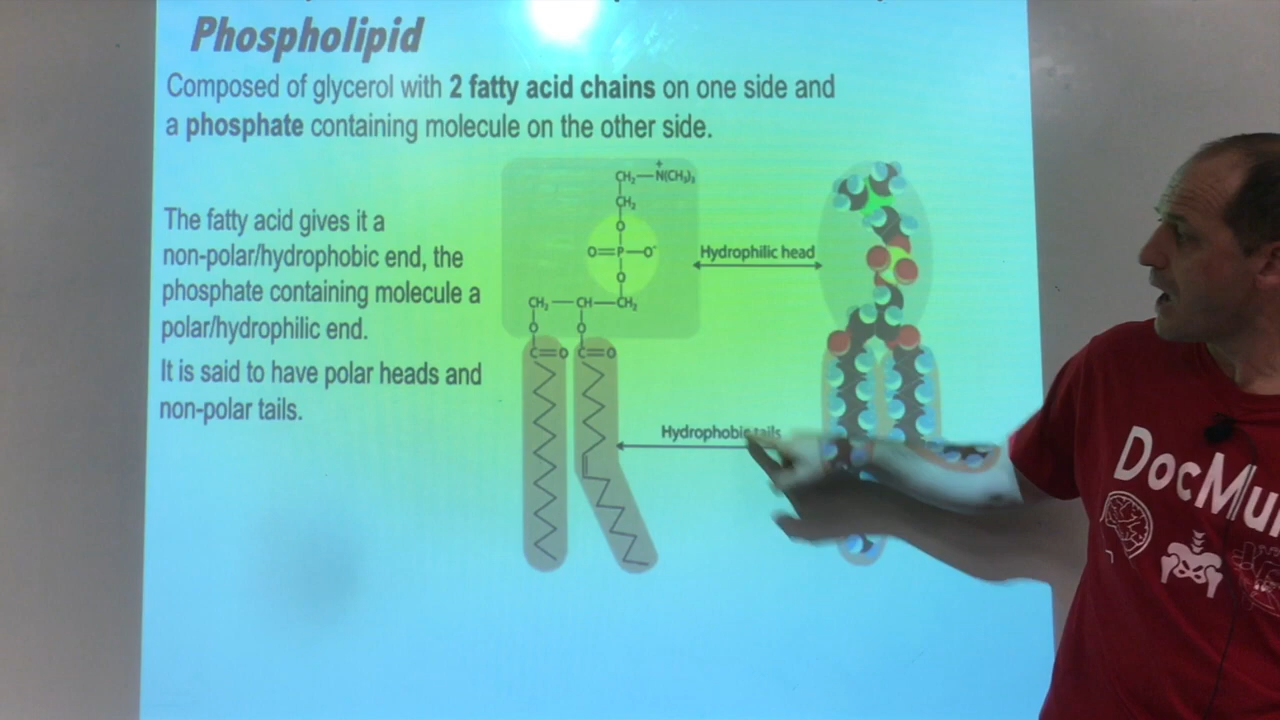 Phospholipid
Composed of glycerol with 2 fatty acid chains on one side and
a phosphate containing molecule on the other side.
The fatty acid gives it a
non-polar/hydrophobic end, the
phosphate containing molecule a
polar/hydrophilic end.
It is said to have polar heads and
non-polar tails.
CH₂—N⁺(CH₃)₃
CH₂
O
O=P—O⁻
O
CH₂—CH—CH₂
O O
C=O C=O
Hydrophilic head
Hydrophobic tails
DocMu